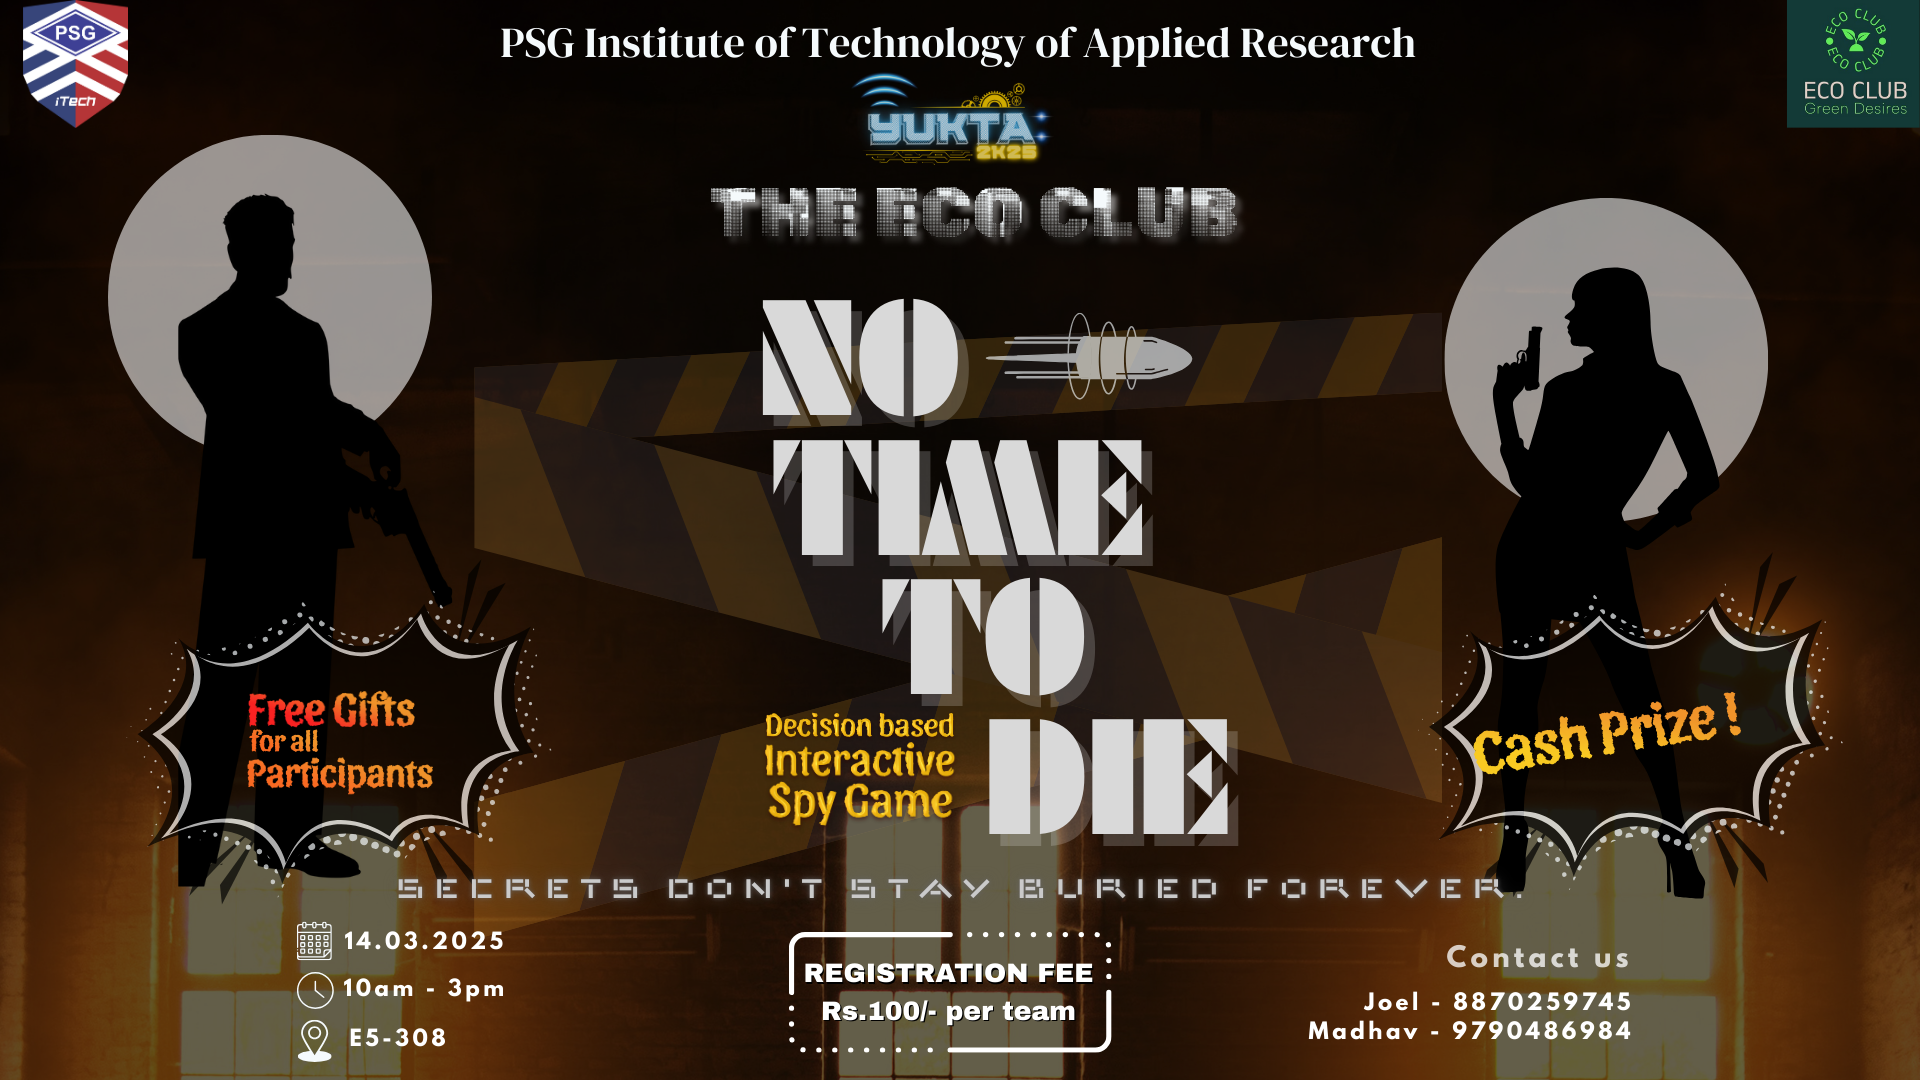 PSG
iTech
PSG Institute of Technology of Applied Research
YUKTA
2K25
ECO CLUB
ECO CLUB
ECO CLUB
Green Desires
THE ECO CLUB
NO
TIME
TO
DIE
Decision based
Interactive
Spy Game
Free Gifts
for all
Participants
Cash Prize !
SECRETS DON'T STAY BURIED FOREVER.
14.03.2025
10am - 3pm
E5-308
REGISTRATION FEE
Rs.100/- per team
Contact us
Joel - 8870259745
Madhav - 9790486984